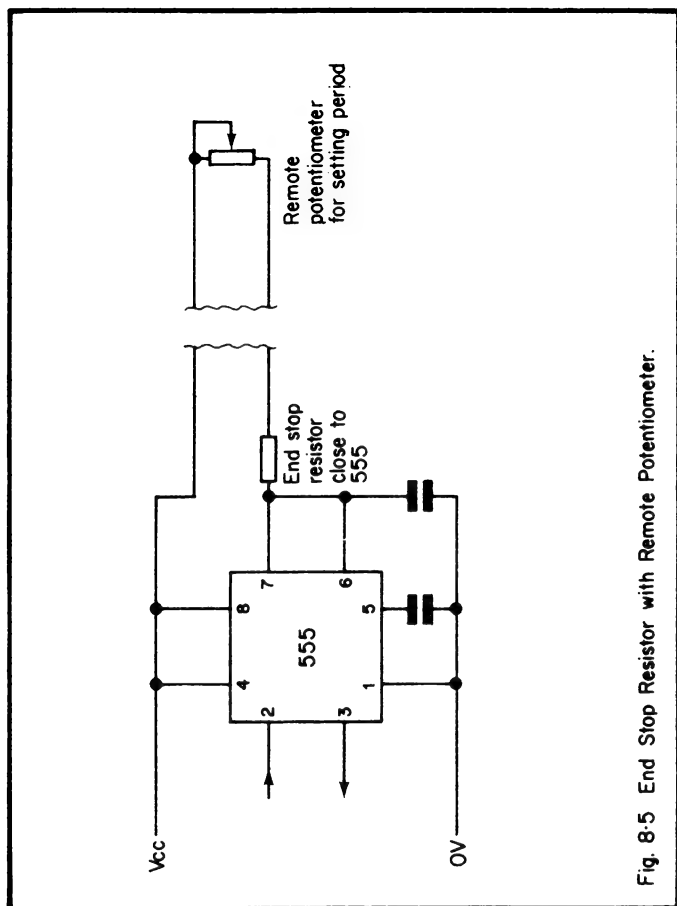 Vcc
Remote
potentiometer
for setting period
End stop
resistor
close to
555
4
8
7
2
555
6
3
1
5
0V
Fig. 8-5 End Stop Resistor with Remote Potentiometer.